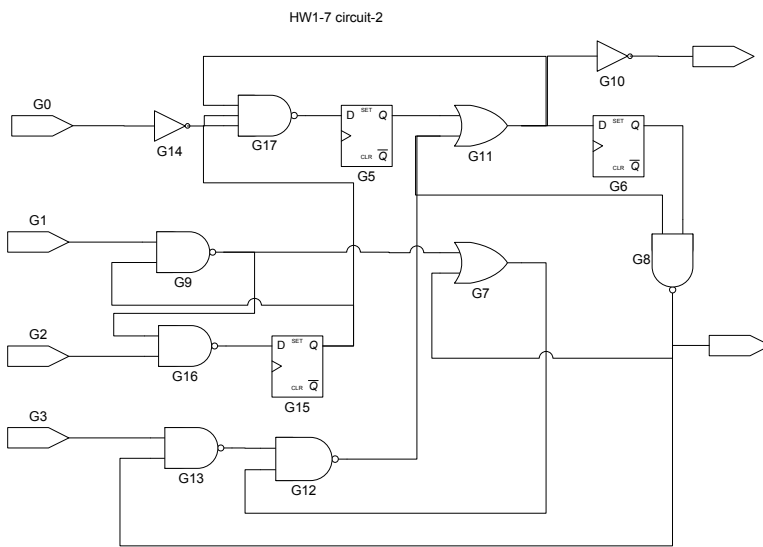 HW1-7 circuit-2
G10
G0
G14
G17
D SET Q
CLR Q
G5
G11
D SET Q
CLR Q
G6
G1
G9
G7
G8
G2
G16
D SET Q
CLR Q
G15
G3
G13
G12